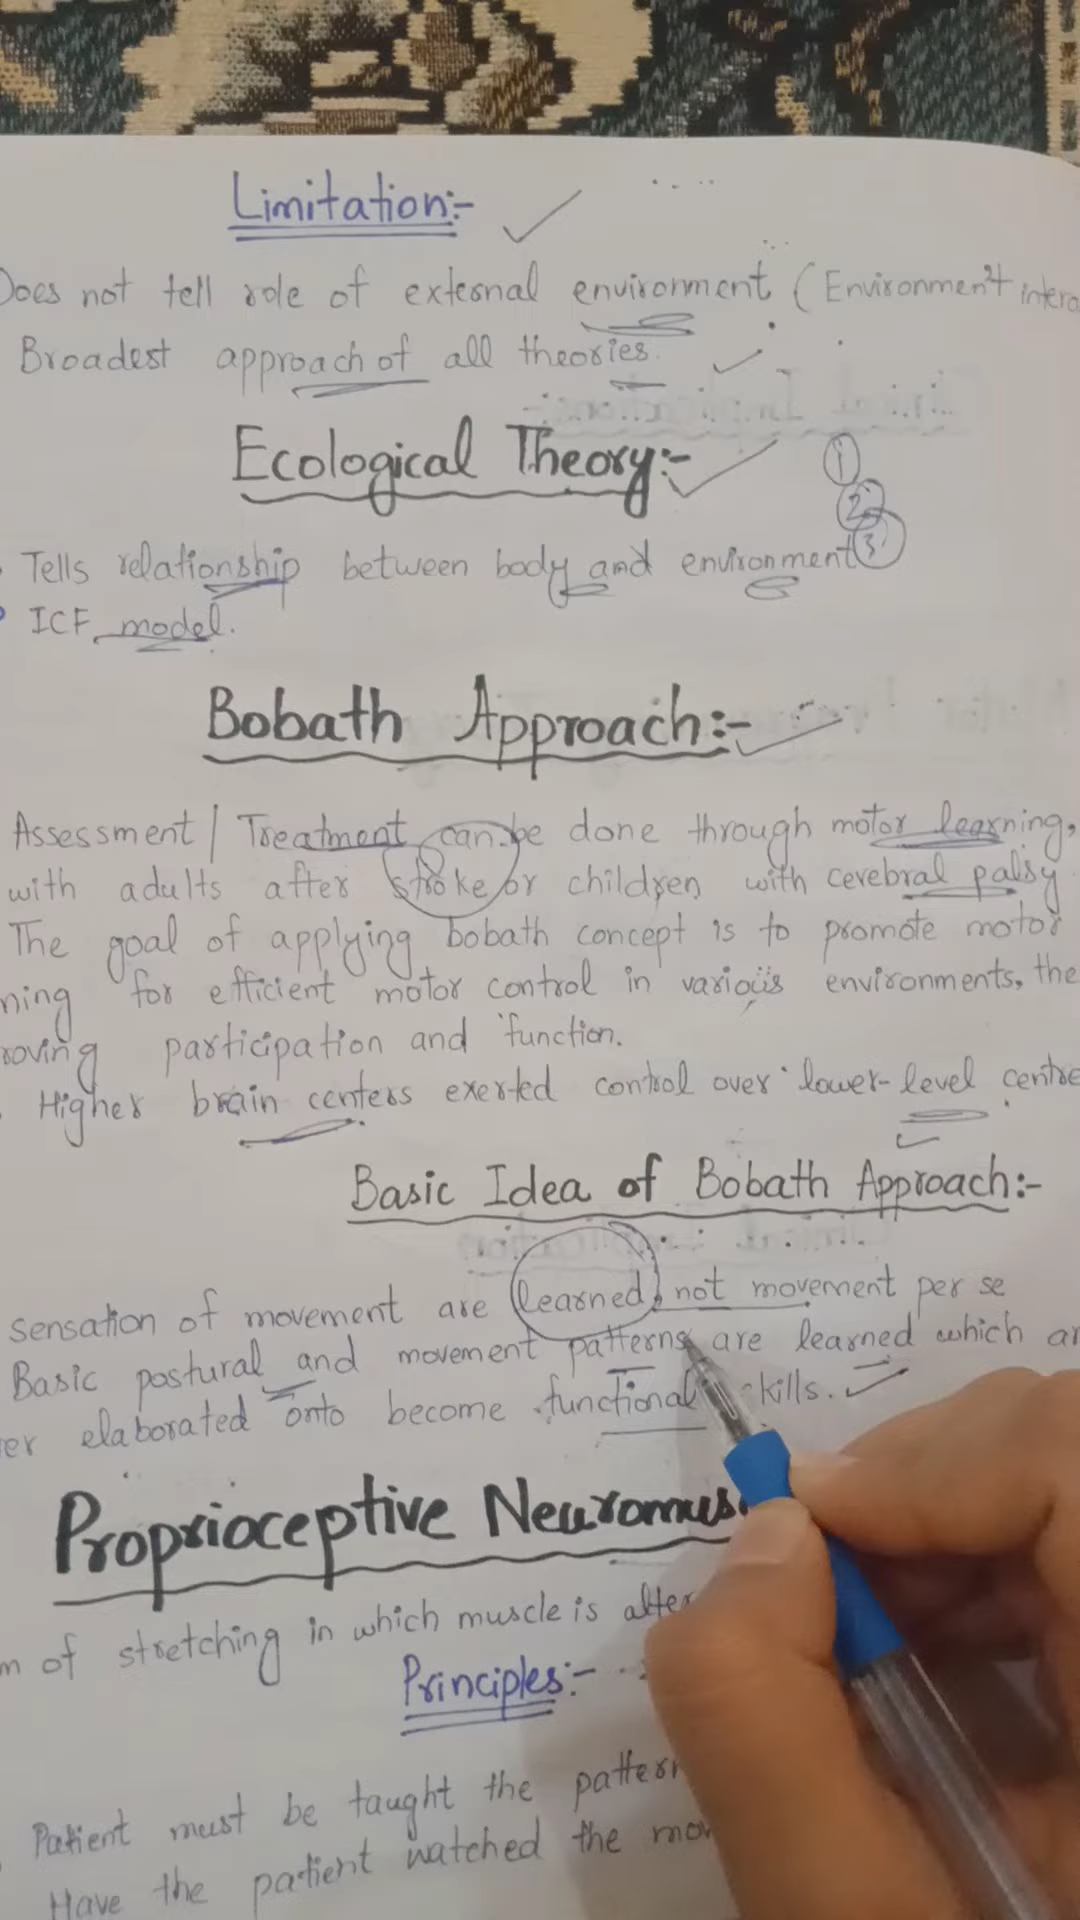 Limitation:-
Does not tell role of external environment (Environment
Broadest approach of all theories.
Ecological Theory:-
1
2
3
Tells relationship between body and environment
ICF model.
Bobath Approach:-
Assessment / Treatment can be done through motor learning,
with adults after stroke or children with cerebral palsy
The goal of applying bobath concept is to promote motor
ning for efficient motor control in various environments, the
roving participation and function.
Higher brain centers exerted control over lower-level centre
Basic Idea of Bobath Approach:-
sensation of movement are learned, not movement per se
Basic postural and movement patterns are learned which ar
er elaborated onto become functional kills.
Proprioceptive Neuromus
m of stretching in which muscle is alter
Principles:-
Patient must be taught the pattern
Have the patient watched the mov